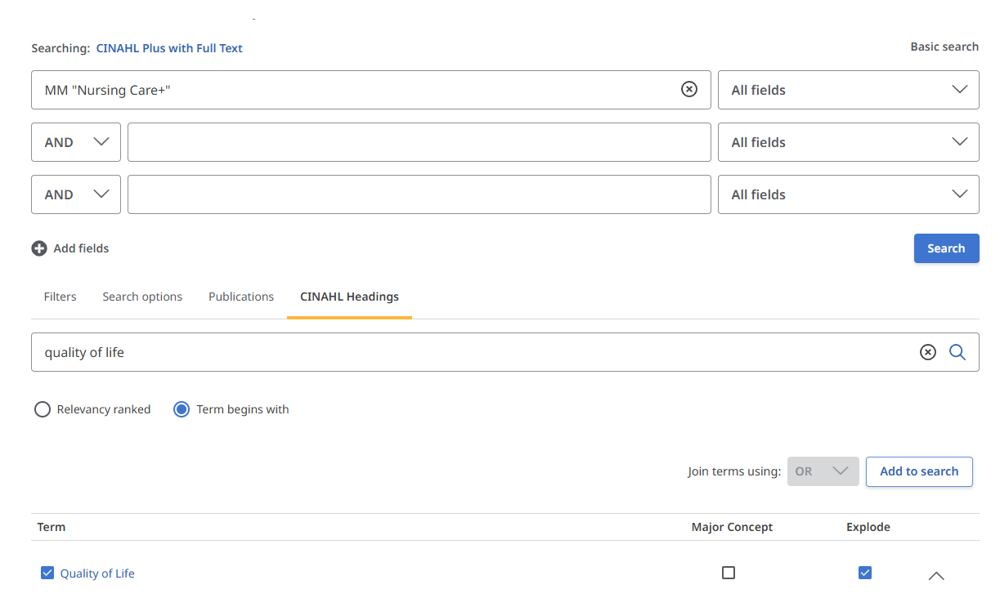 Searching: CINAHL Plus with Full Text
Basic search
MM "Nursing Care+"
All fields
AND
All fields
AND
All fields
Add fields
Search
Filters
Search options
Publications
CINAHL Headings
quality of life
Relevancy ranked
Term begins with
Join terms using:
OR
Add to search
Term
Major Concept
Explode
Quality of Life